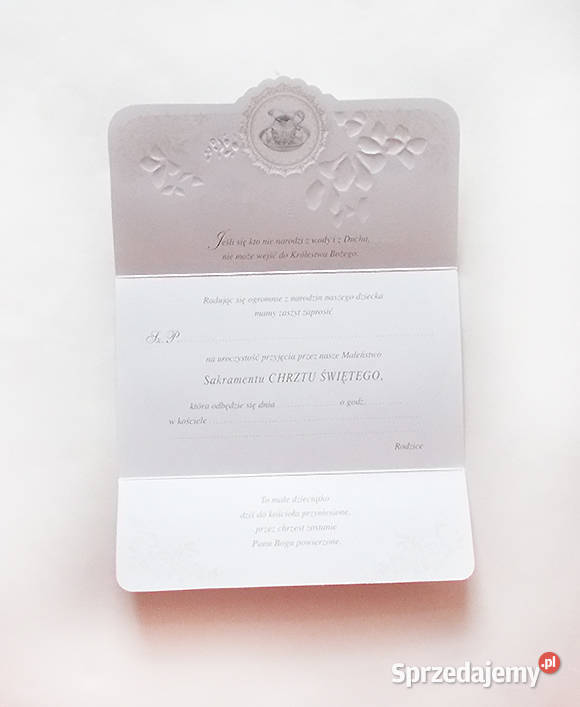 Jeśli się kto nie narodzi z wody i z Ducha,
nie może wejść do Królestwa Bożego.
Radując się ogromnie z narodzin naszego dziecka
mamy zaszyt zaprosić
Sz. P.
na uroczystość przyjęcia przez nasze Maleństwo
Sakramentu CHRZTU ŚWIĘTEGO,
która odbędzie się dnia ............ o godz. ............
w kościele
Rodzice
To małe dzieciątko
dziś do kościoła przyniesione,
przez chrzest zostanie
Panu Bogu powierzone.
Sprzedajemy.pl